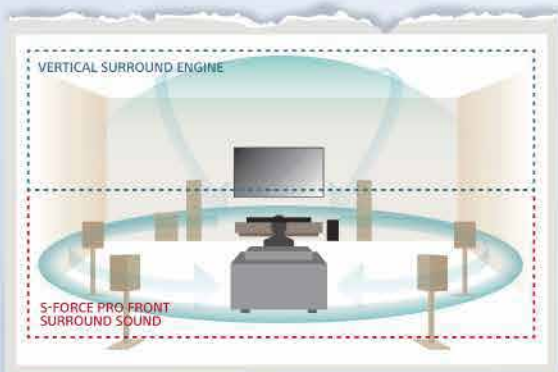 VERTICAL SURROUND ENGINE
S-FORCE PRO FRONT
SURROUND SOUND